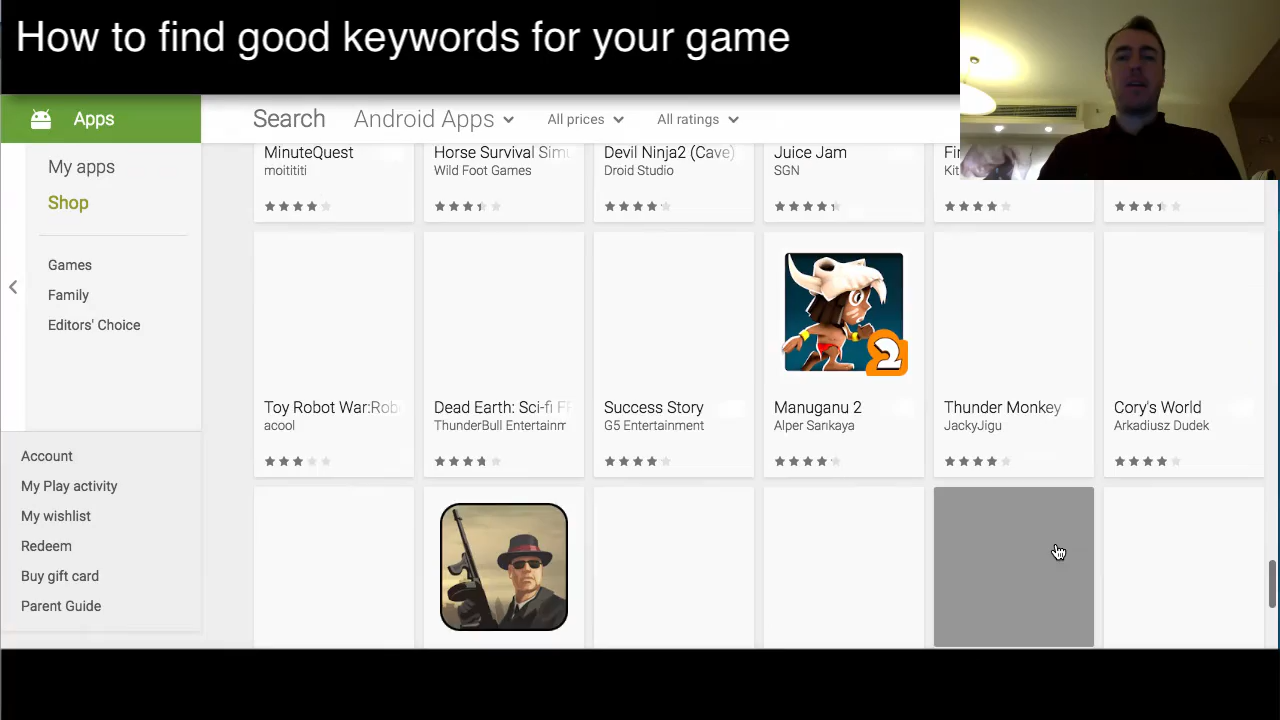 How to find good keywords for your game
Apps
Search Android Apps All prices All ratings
My apps
Shop
Games
Family
Editors' Choice
Account
My Play activity
My wishlist
Redeem
Buy gift card
Parent Guide
MinuteQuest Horse Survival Simu Devil Ninja2 (Cave) Juice Jam
moitititi Wild Foot Games Droid Studio SGN
Toy Robot War:Rob Dead Earth: Sci-fi Success Story Manuganu 2 Thunder Monkey Cory's World
acool ThunderBull Entertainm G5 Entertainment Alper Sarıkaya JackyJigu Arkadiusz Dudek
2